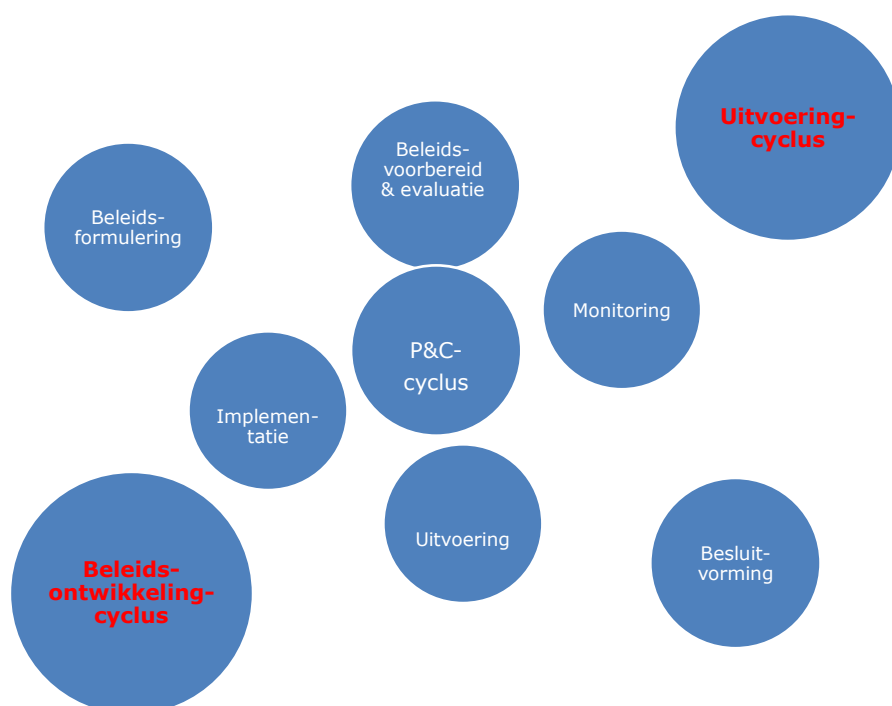 Uitvoering-
cyclus
Beleids-
voorbereid
& evaluatie
Beleids-
formulering
Monitoring
P&C-
cyclus
Implemen-
tatie
Uitvoering
Besluit-
vorming
Beleids-
ontwikkeling-
cyclus